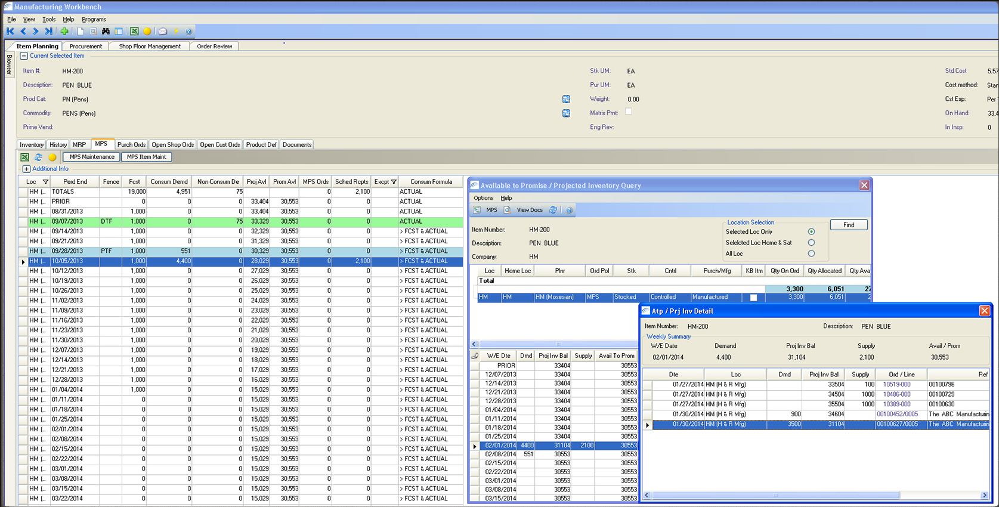 Manufacturing Workbench
File View Tools Help Programs
Item Planning Procurement Shop Floor Management Order Review
Browser
Current Selected Item
Item #: HM-200 Stk UM: EA Std Cost 5.57
Description: PEN BLUE Pur UM: EA Cost method: Stan
Prod Cat: PN (Pens) Weight: 0.00 Cst Exp: Per
Commodity: PENS (Pens) Matrix Prnt: On Hand: 33,4
Prime Vend: Eng Rev: In Insp: 0
Inventory History MRP MPS Purch Ords Open Shop Ords Open Cust Ords Product Def Documents
MPS Maintenance MPS Item Maint
Additional Info
Loc Perd End Fence Fcst Consum Demd Non-Consum De Proj Avl Prom Avl MPS Ords Sched Rcpts Excpt Consum Formula
HM (... TOTALS 19,000 4,951 75 0 2,100 ACTUAL
HM (... PRIOR 0 0 0 33,404 30,553 0 0 ACTUAL
HM (... 08/31/2013 1,000 0 0 33,404 30,553 0 0 ACTUAL
HM (... 09/07/2013 DTF 1,000 0 75 33,329 30,553 0 0 ACTUAL
HM (... 09/14/2013 1,000 0 0 32,329 30,553 0 0 > FCST & ACTUAL
HM (... 09/21/2013 1,000 0 0 31,329 30,553 0 0 > FCST & ACTUAL
HM (... 09/28/2013 PTF 1,000 551 0 30,329 30,553 0 0 > FCST & ACTUAL
HM (... 10/05/2013 1,000 4,400 0 28,029 30,553 0 2,100 > FCST & ACTUAL
HM (... 10/12/2013 1,000 0 0 27,029 30,553 0 0 > FCST & ACTUAL
HM (... 10/19/2013 1,000 0 0 26,029 30,553 0 0 > FCST & ACTUAL
HM (... 10/26/2013 1,000 0 0 25,029 30,553 0 0 > FCST & ACTUAL
HM (... 11/02/2013 1,000 0 0 24,029 30,553 0 0 > FCST & ACTUAL
HM (... 11/09/2013 1,000 0 0 23,029 30,553 0 0 > FCST & ACTUAL
HM (... 11/16/2013 1,000 0 0 22,029 30,553 0 0 > FCST & ACTUAL
HM (... 11/23/2013 1,000 0 0 21,029 30,553 0 0 > FCST & ACTUAL
HM (... 11/30/2013 1,000 0 0 20,029 30,553 0 0 > FCST & ACTUAL
HM (... 12/07/2013 1,000 0 0 19,029 30,553 0 0 > FCST & ACTUAL
HM (... 12/14/2013 1,000 0 0 18,029 30,553 0 0 > FCST & ACTUAL
HM (... 12/21/2013 1,000 0 0 17,029 30,553 0 0 > FCST & ACTUAL
HM (... 12/28/2013 1,000 0 0 16,029 30,553 0 0 > FCST & ACTUAL
HM (... 01/04/2014 1,000 0 0 15,029 30,553 0 0 > FCST & ACTUAL
HM (... 01/11/2014 0 0 0 15,029 30,553 0 0 > FCST & ACTUAL
HM (... 01/18/2014 0 0 0 15,029 30,553 0 0 > FCST & ACTUAL
HM (... 01/25/2014 0 0 0 15,029 30,553 0 0 > FCST & ACTUAL
HM (... 02/01/2014 0 0 0 15,029 30,553 0 0 > FCST & ACTUAL
HM (... 02/08/2014 0 0 0 15,029 30,553 0 0 > FCST & ACTUAL
HM (... 02/15/2014 0 0 0 15,029 30,553 0 0 > FCST & ACTUAL
HM (... 02/22/2014 0 0 0 15,029 30,553 0 0 > FCST & ACTUAL
HM (... 03/01/2014 0 0 0 15,029 30,553 0 0 > FCST & ACTUAL
HM (... 03/08/2014 0 0 0 15,029 30,553 0 0 > FCST & ACTUAL
HM (... 03/15/2014 0 0 0 15,029 30,553 0 0 > FCST & ACTUAL
HM (... 03/22/2014 0 0 0 15,029 30,553 0 0 > FCST & ACTUAL
Available to Promise / Projected Inventory Query
Options Help
MPS View Docs
Item Number: HM-200
Description: PEN BLUE
Company: HM
Location Selection
Selected Loc Only
Selelcted Loc Home & Sat
All Loc
Find
Loc Home Loc Plnr Ord Pol Stk Cntrl Purch/Mfg KB Itm Qty On Ord Qty Allocated Qty Ava
Total
3,300 6,051 27
HM HM HM (Mosesian) MPS Stocked Controlled Manufactured 3,300 6,051 2
W/E Dte Dmd Proj Inv Bal Supply Avail To Prom
PRIOR 33404 30553
12/07/2013 33404 30553
12/14/2013 33404 30553
12/21/2013 33404 30553
12/28/2013 33404 30553
01/04/2014 33404 30553
01/11/2014 33404 30553
01/18/2014 33404 30553
01/25/2014 33404 30553
02/01/2014 4400 31104 2100 30553
02/08/2014 551 30553 30553
02/15/2014 30553 30553
02/22/2014 30553 30553
03/01/2014 30553 30553
03/08/2014 30553 30553
03/15/2014 30553 30553
Atp / Prj Inv Detail
Item Number: HM-200 Description: PEN BLUE
Weekly Summary
W/E Date Demand Proj Inv Bal Supply Avail / Prom
02/01/2014 4,400 31,104 2,100 30,553
Dte Loc Dmd Proj Inv Bal Supply Ord / Line Ref
01/27/2014 HM (H & R Mfg) 33504 100 10519-000 00100796
01/27/2014 HM (H & R Mfg) 34504 1000 10486-000 00100729
01/27/2014 HM (H & R Mfg) 35504 1000 10389-000 00100630
01/30/2014 HM (H & R Mfg) 900 34604 00100452/0005 The ABC Manufacturin
01/30/2014 HM (H & R Mfg) 3500 31104 00100627/0005 The ABC Manufacturin